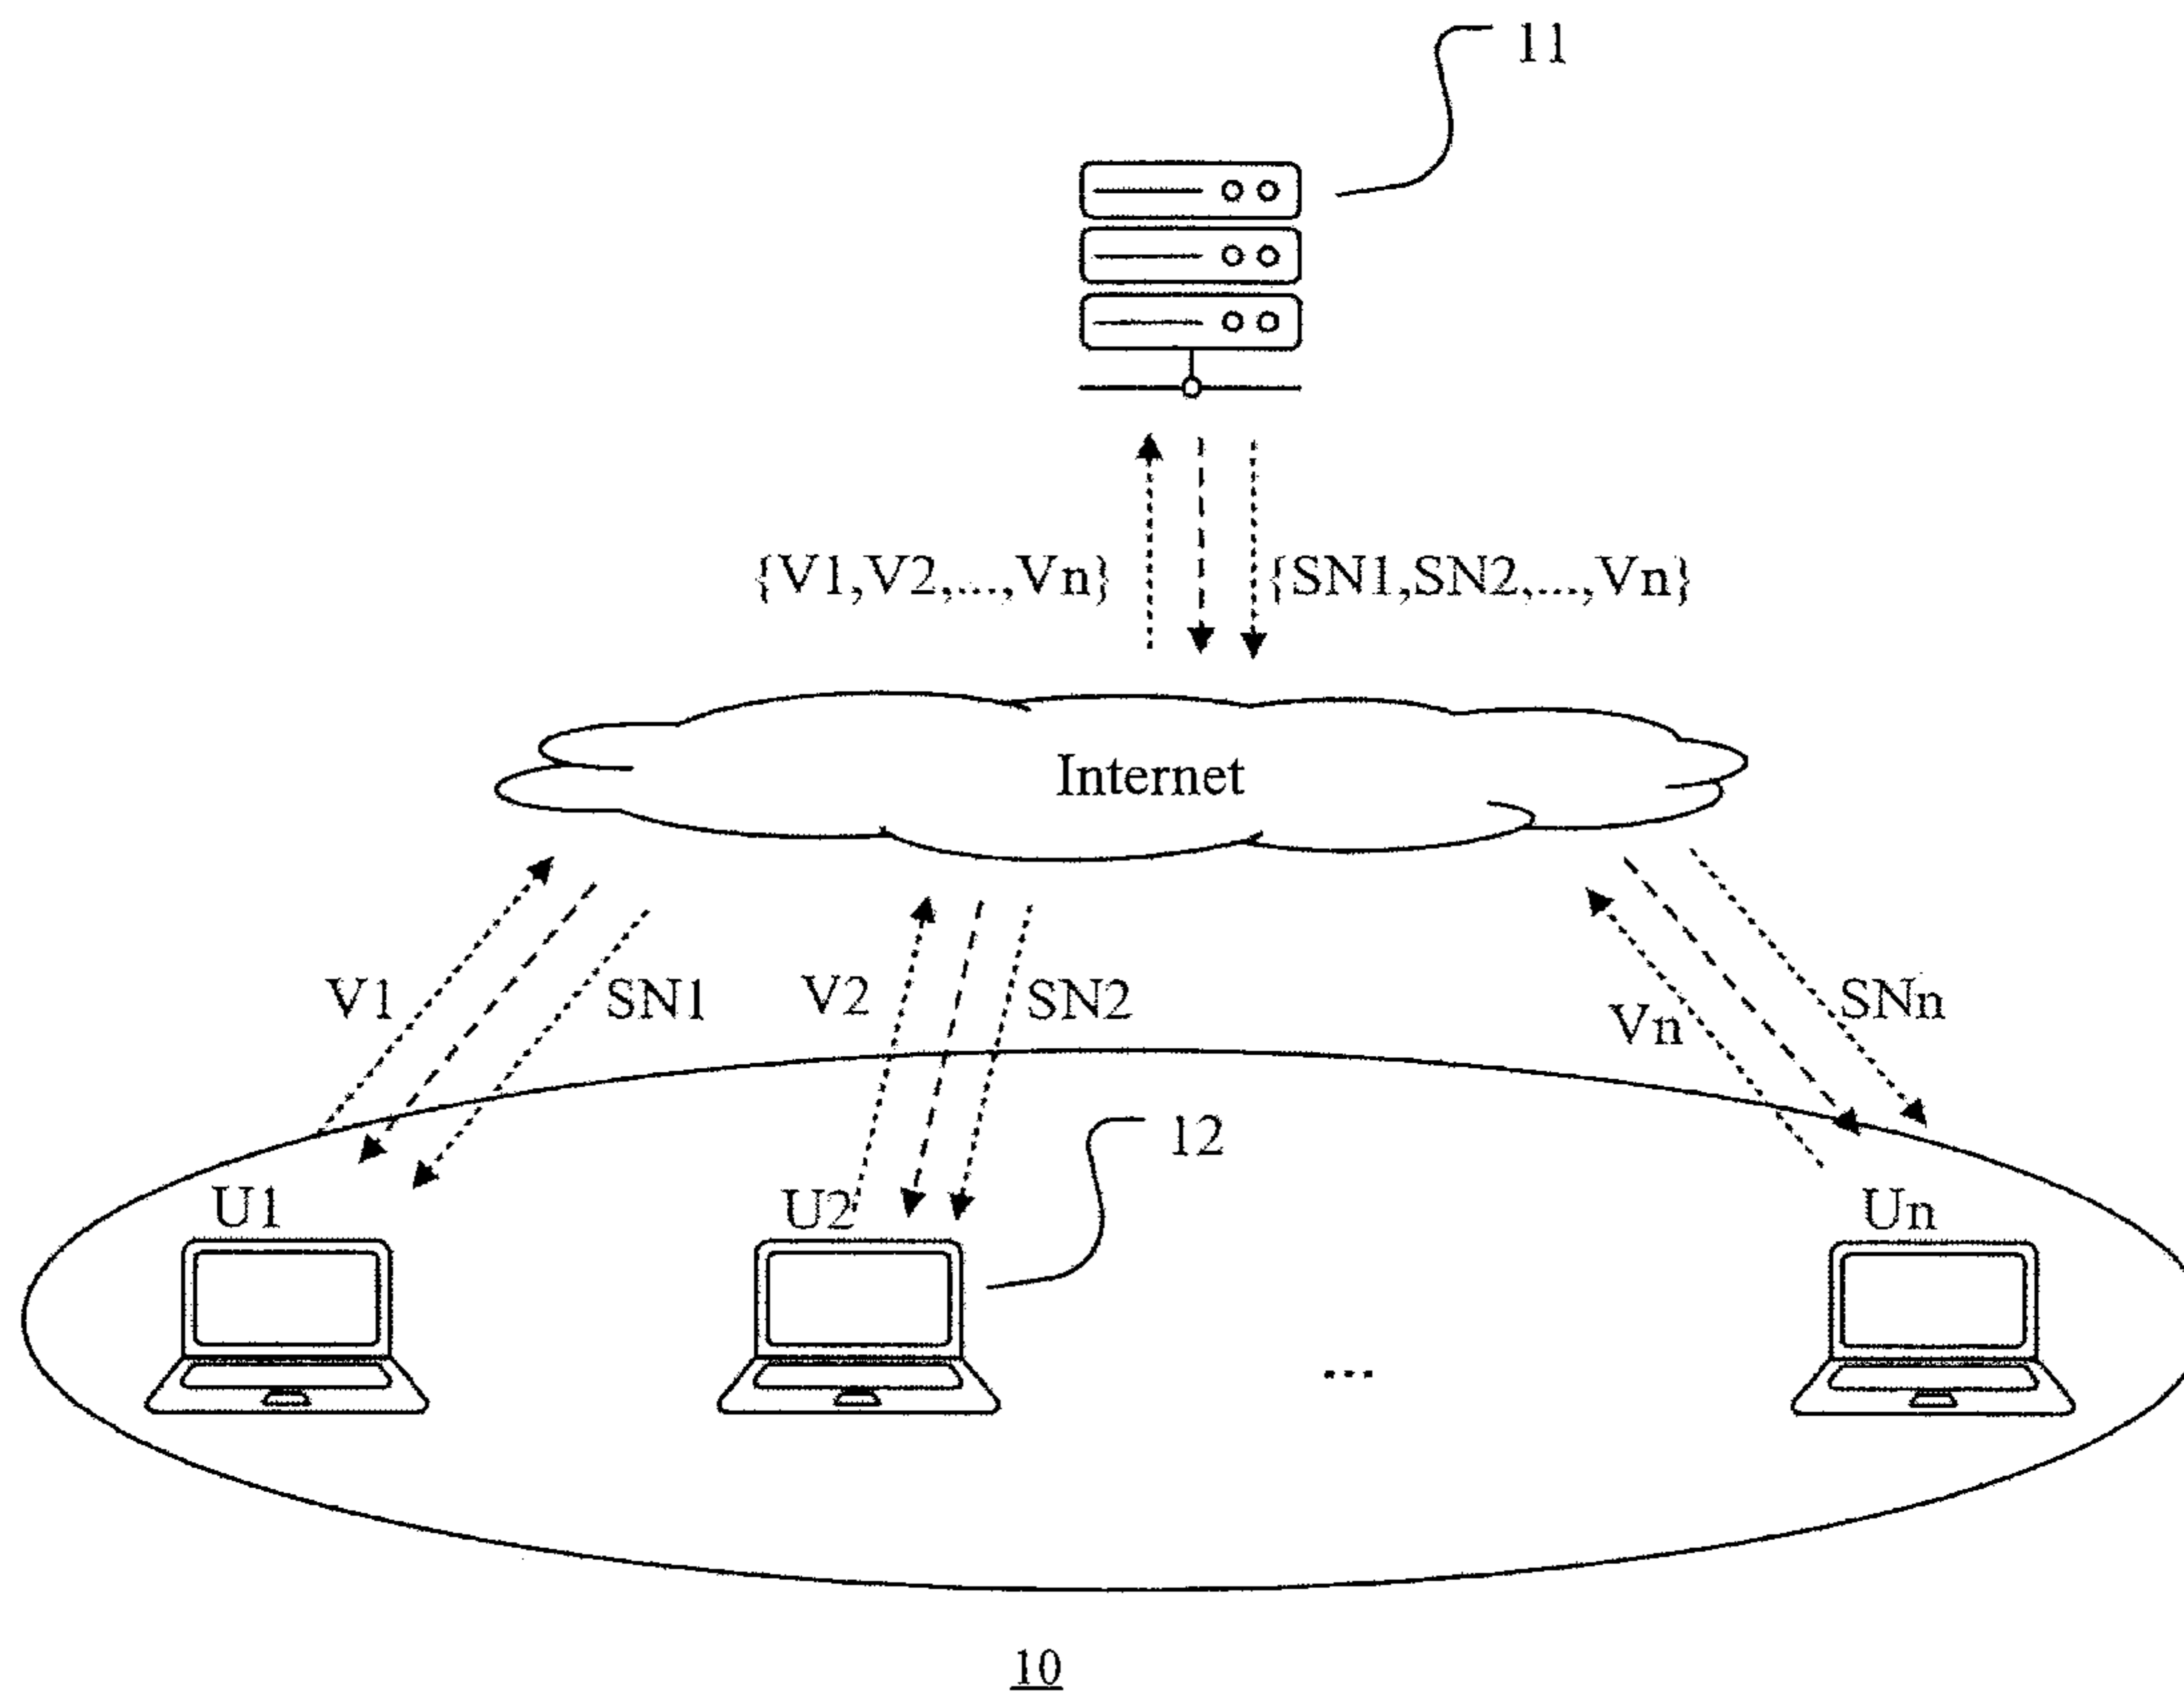 11
{V1,V2,...,Vn} {SN1,SN2,...,Vn}
Internet
V1 SN1 V2 SN2 Vn SNn
12
U1 U2 Un
...
10